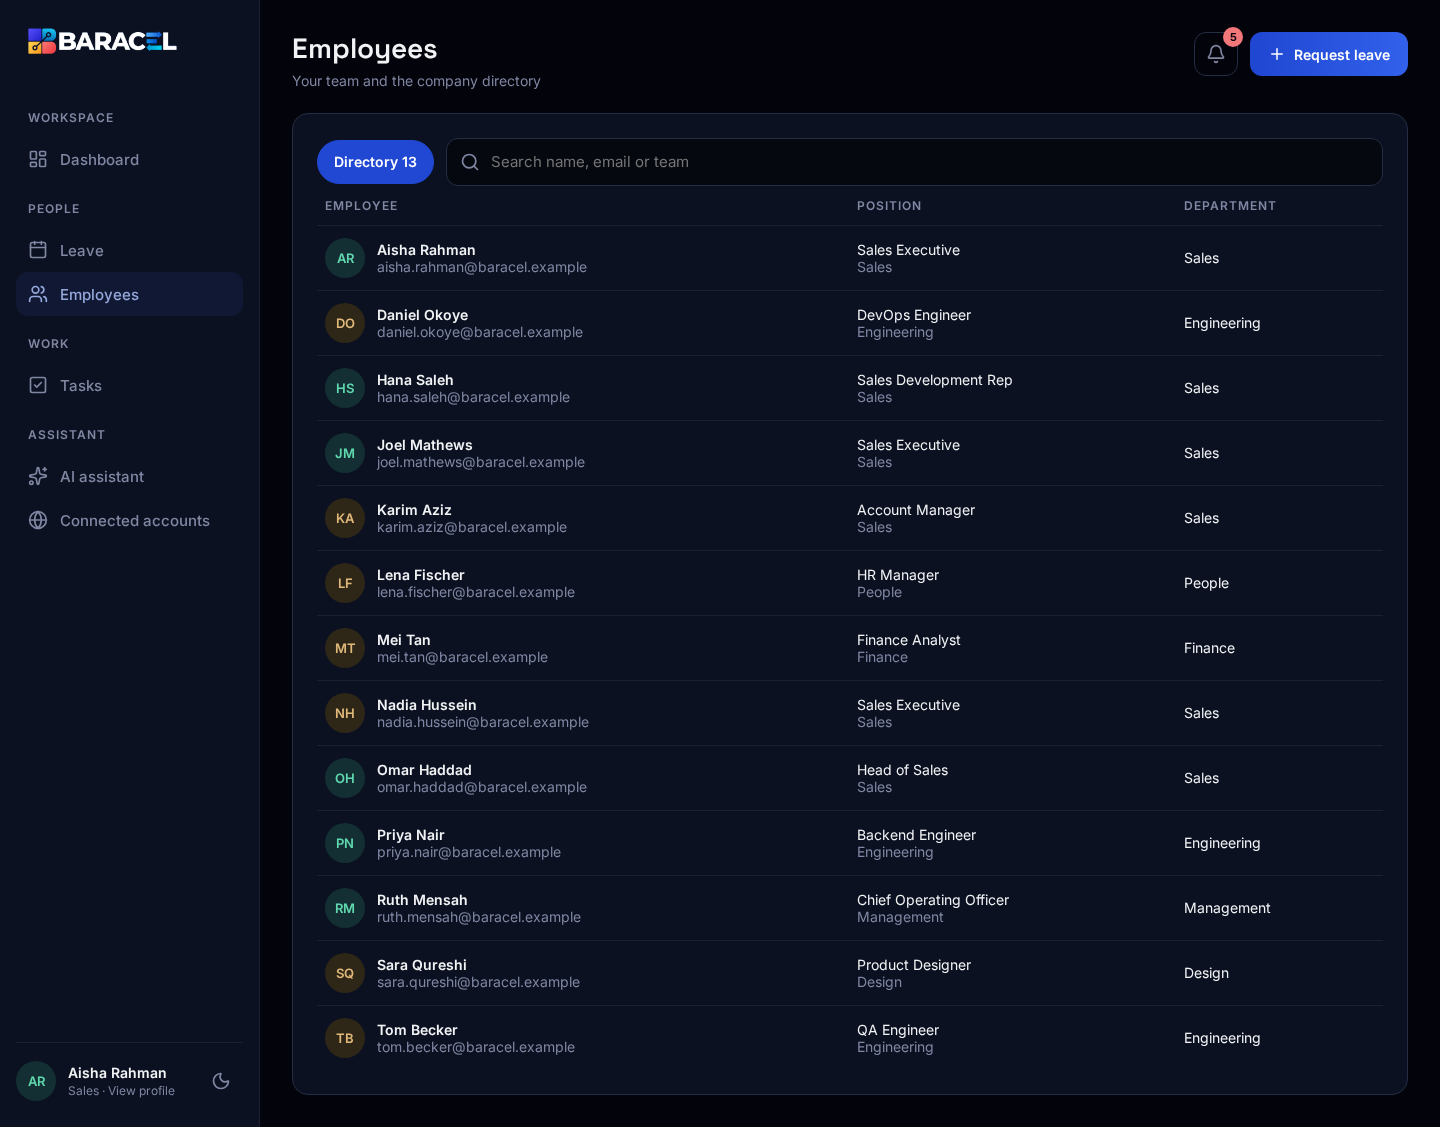 BARACEL
WORKSPACE
Dashboard
PEOPLE
Leave
Employees
WORK
Tasks
ASSISTANT
AI assistant
Connected accounts
AR
Aisha Rahman
Sales · View profile
Employees
Your team and the company directory
5
Request leave
Directory 13
Search name, email or team
EMPLOYEE POSITION DEPARTMENT
AR Aisha Rahman Sales Executive Sales
aisha.rahman@baracel.example Sales
DO Daniel Okoye DevOps Engineer Engineering
daniel.okoye@baracel.example Engineering
HS Hana Saleh Sales Development Rep Sales
hana.saleh@baracel.example Sales
JM Joel Mathews Sales Executive Sales
joel.mathews@baracel.example Sales
KA Karim Aziz Account Manager Sales
karim.aziz@baracel.example Sales
LF Lena Fischer HR Manager People
lena.fischer@baracel.example People
MT Mei Tan Finance Analyst Finance
mei.tan@baracel.example Finance
NH Nadia Hussein Sales Executive Sales
nadia.hussein@baracel.example Sales
OH Omar Haddad Head of Sales Sales
omar.haddad@baracel.example Sales
PN Priya Nair Backend Engineer Engineering
priya.nair@baracel.example Engineering
RM Ruth Mensah Chief Operating Officer Management
ruth.mensah@baracel.example Management
SQ Sara Qureshi Product Designer Design
sara.qureshi@baracel.example Design
TB Tom Becker QA Engineer Engineering
tom.becker@baracel.example Engineering